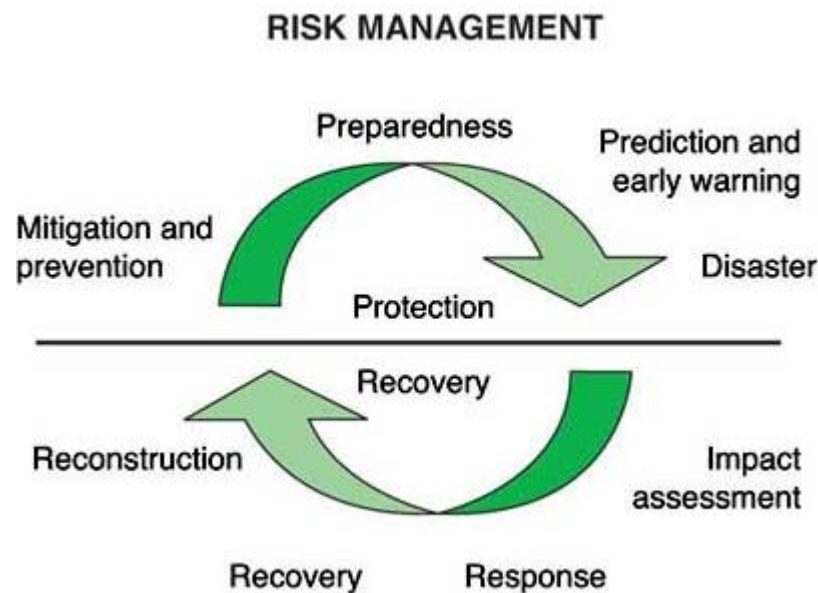 RISK MANAGEMENT
Preparedness
Prediction and
early warning
Mitigation and
prevention
Disaster
Protection
Recovery
Reconstruction
Impact
assessment
Recovery
Response